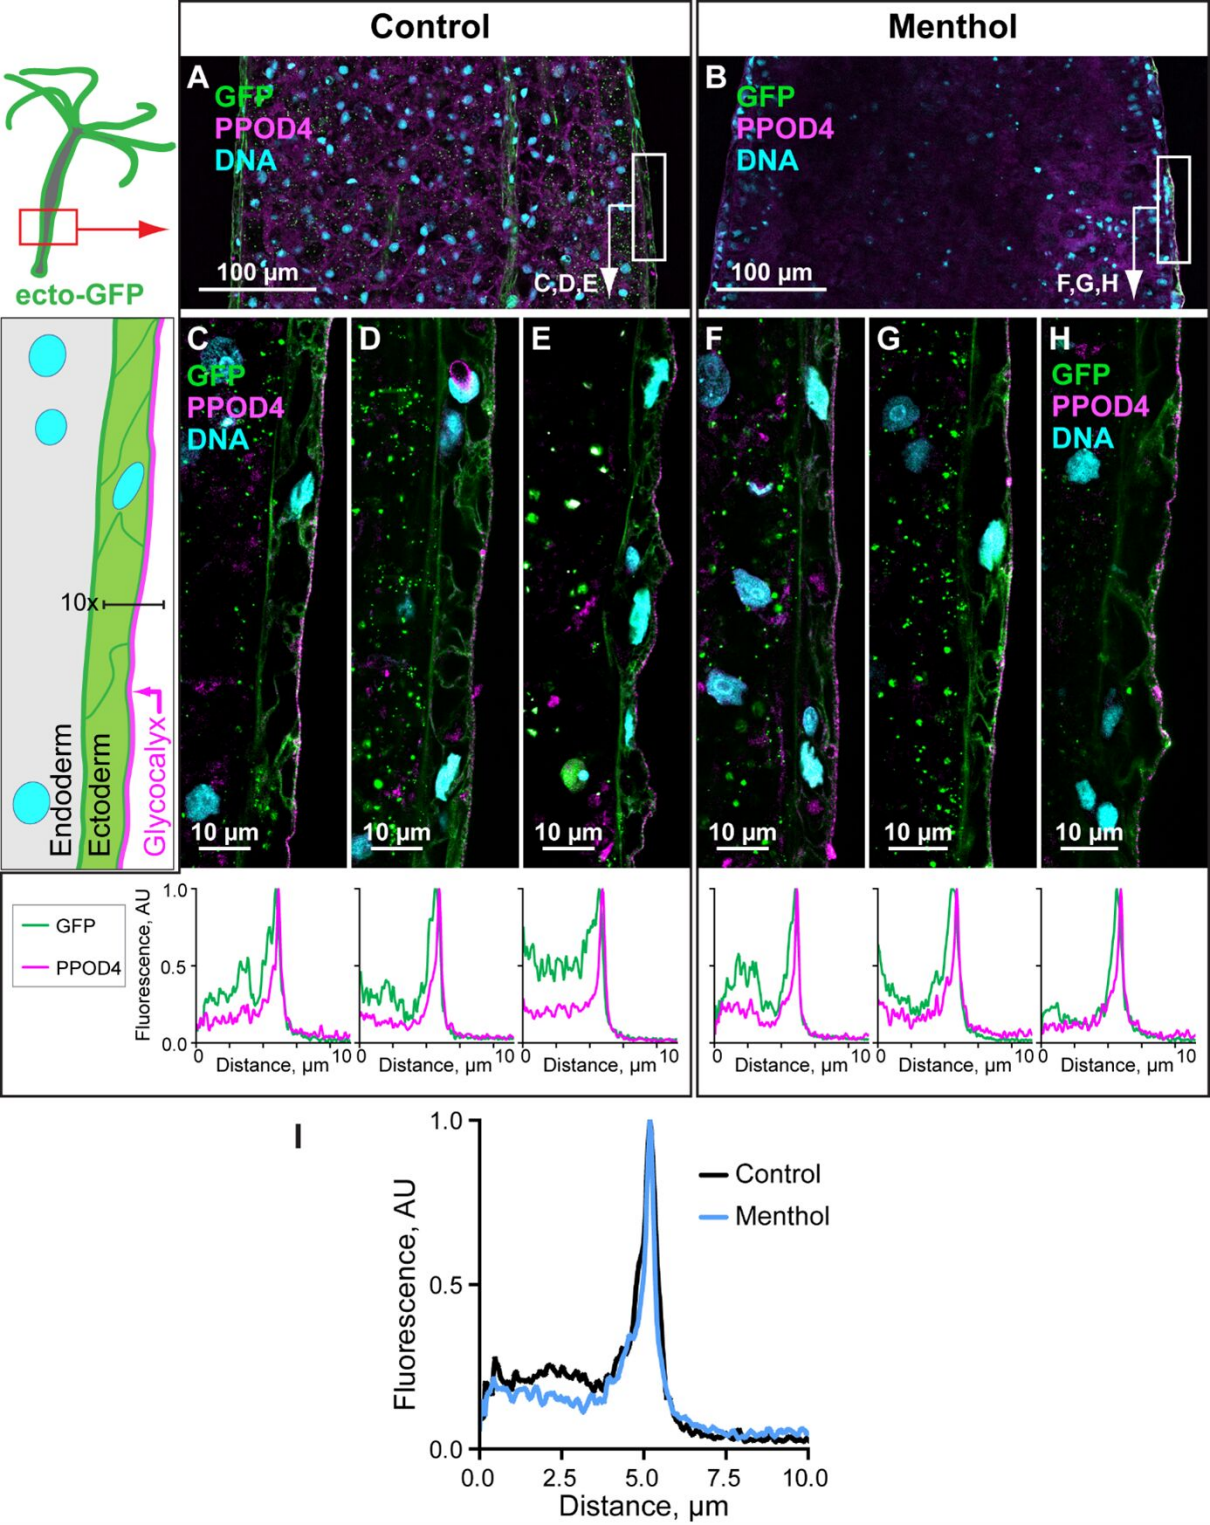 Control
Menthol
ecto-GFP
A
GFP
PPOD4
DNA
100 µm
C,D,E
B
GFP
PPOD4
DNA
100 µm
F,G,H
10x
Endoderm
Ectoderm
Glycocalyx
C
GFP
PPOD4
DNA
10 µm
D
10 µm
E
10 µm
F
10 µm
G
10 µm
H
GFP
PPOD4
DNA
10 µm
GFP
PPOD4
Fluorescence, AU
1.0
0.5
0.0
0 10
Distance, µm
0 10
Distance, µm
0 10
Distance, µm
0 10
Distance, µm
0 10
Distance, µm
0 10
Distance, µm
I
Fluorescence, AU
1.0
0.5
0.0
0.0 2.5 5.0 7.5 10.0
Distance, µm
Control
Menthol